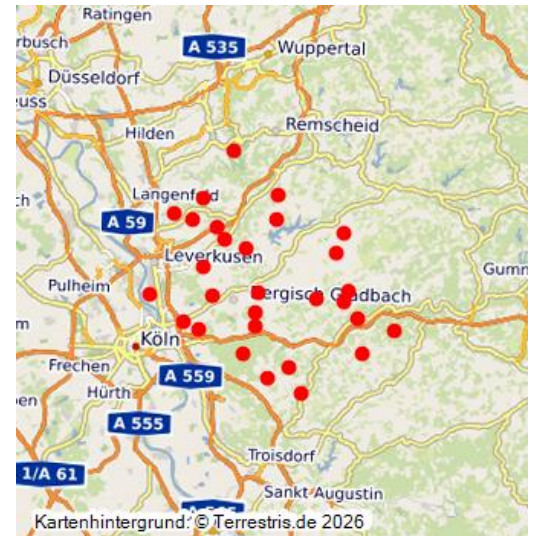 Ratingen
A 535
Wuppertal
Düsseldorf
Remscheid
Hilden
Langenfeld
A 59
Leverkusen
Pulheim
Bergisch Gladbach
Köln
Frechen
A 559
Hürth
A 555
Troisdorf
1/A 61
Sankt Augustin
Kartenhintergrund: © Terrestris.de 2026